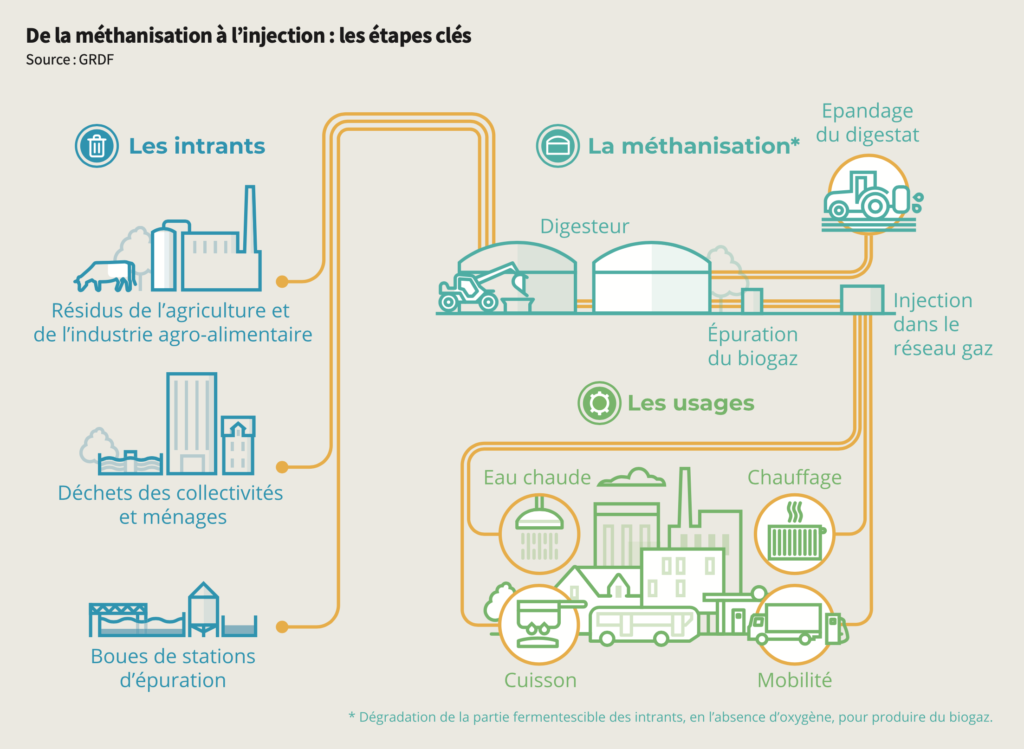 De la méthanisation à l’injection : les étapes clés
Source : GRDF
Les intrants
Résidus de l’agriculture et
de l’industrie agro-alimentaire
Déchets des collectivités
et ménages
Boues de stations
d’épuration
La méthanisation*
Epandage
du digestat
Digesteur
Épuration
du biogaz
Injection
dans le
réseau gaz
Les usages
Eau chaude
Chauffage
Cuisson
Mobilité
* Dégradation de la partie fermentescible des intrants, en l’absence d’oxygène, pour produire du biogaz.